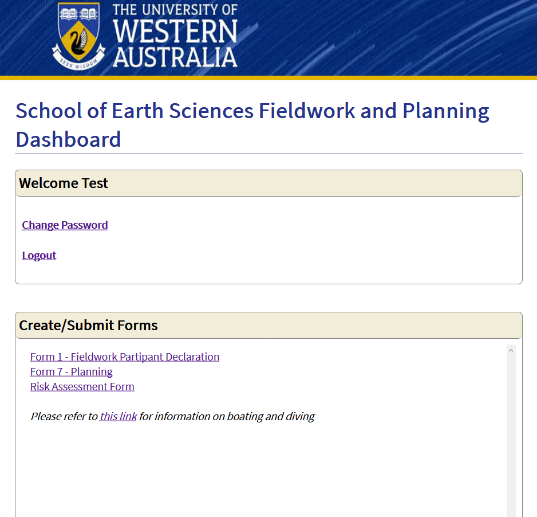 THE UNIVERSITY OF
WESTERN
AUSTRALIA
SEEK WISDOM
School of Earth Sciences Fieldwork and Planning
Dashboard
Welcome Test
Change Password
Logout
Create/Submit Forms
Form 1 - Fieldwork Partipant Declaration
Form 7 - Planning
Risk Assessment Form
Please refer to this link for information on boating and diving